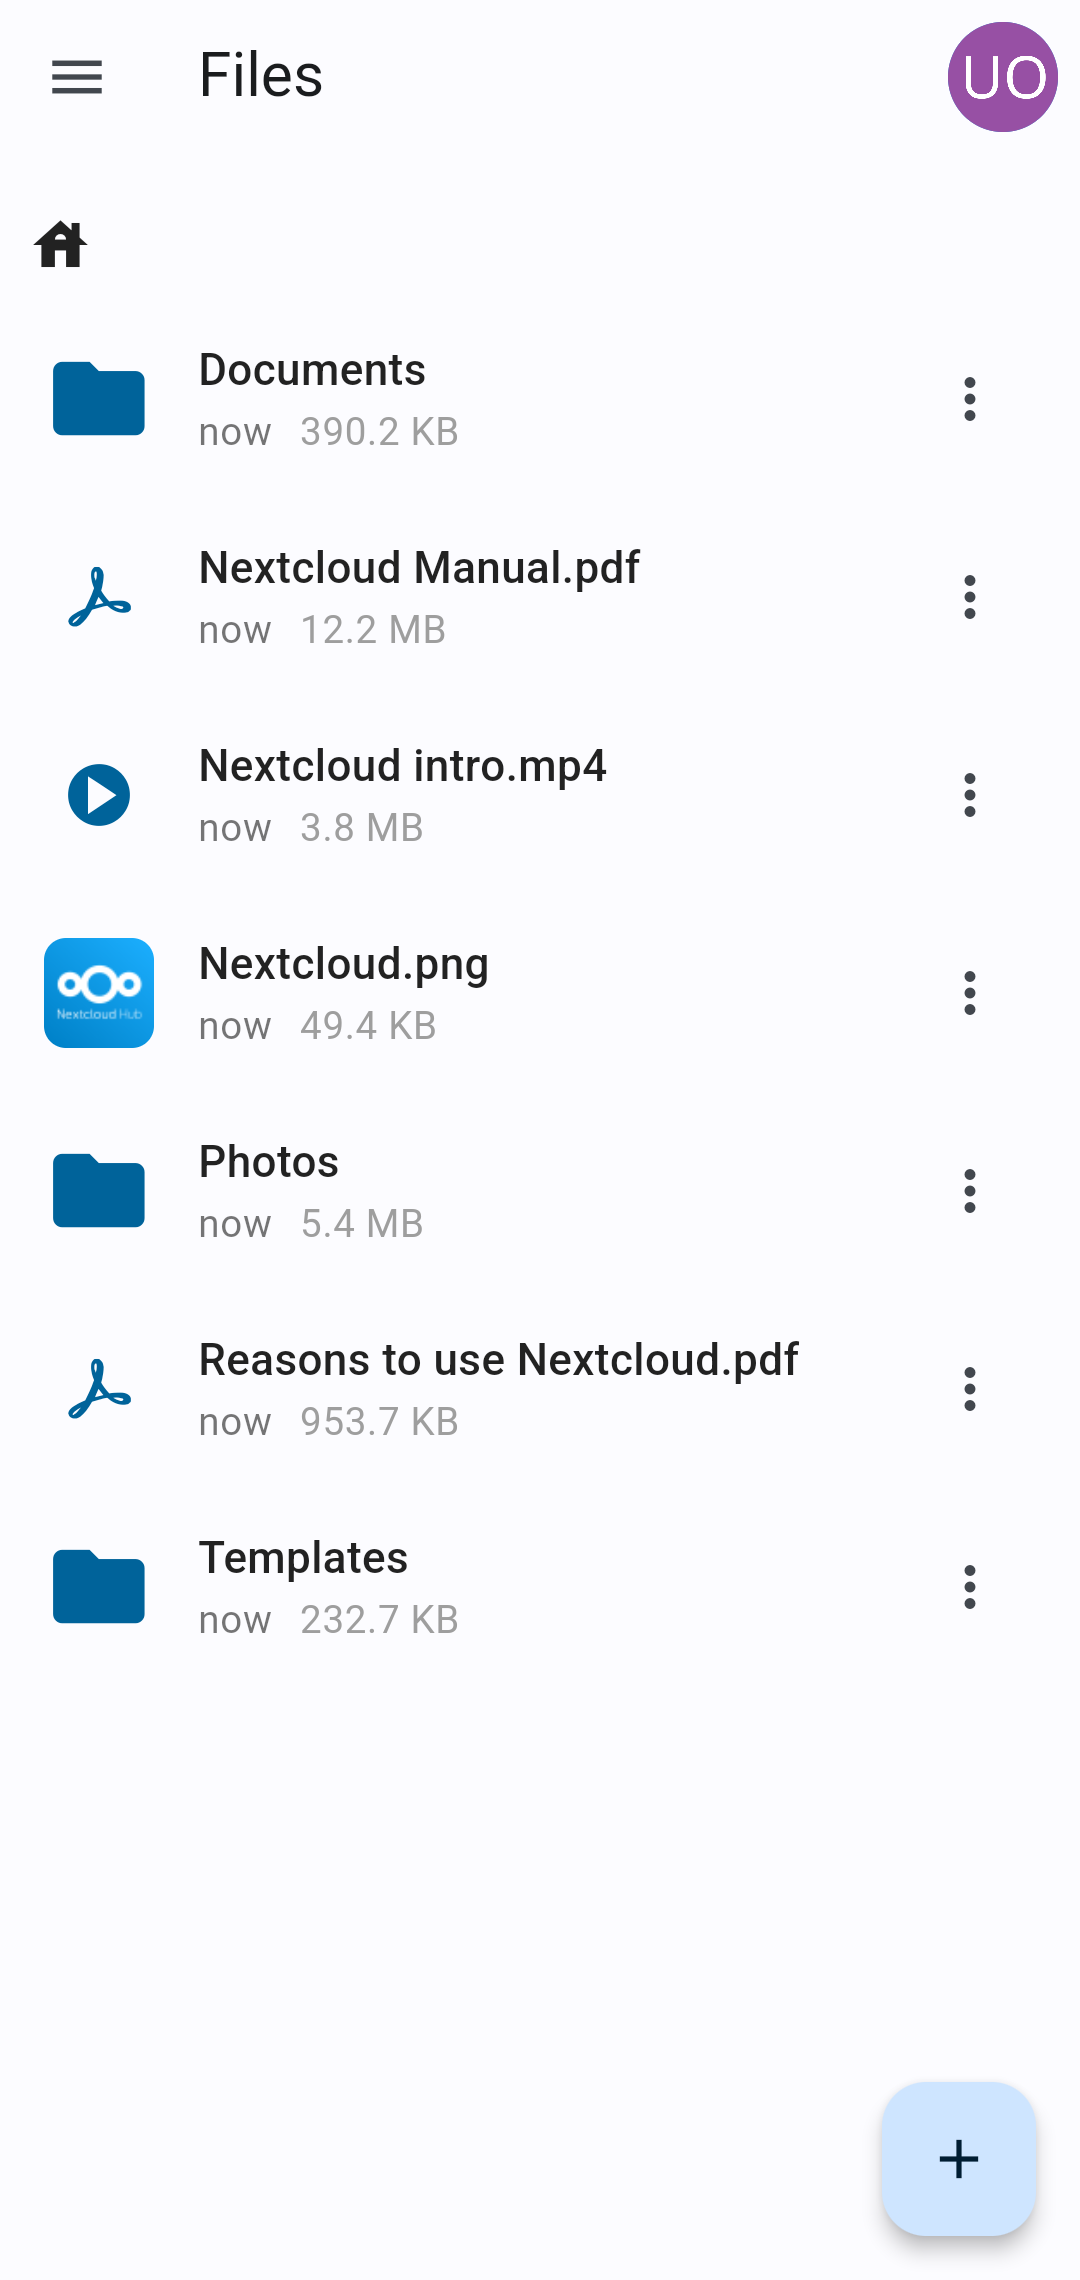 Files
UO
Documents
now 390.2 KB
Nextcloud Manual.pdf
now 12.2 MB
Nextcloud intro.mp4
now 3.8 MB
Nextcloud.png
now 49.4 KB
Nextcloud Hub
Photos
now 5.4 MB
Reasons to use Nextcloud.pdf
now 953.7 KB
Templates
now 232.7 KB